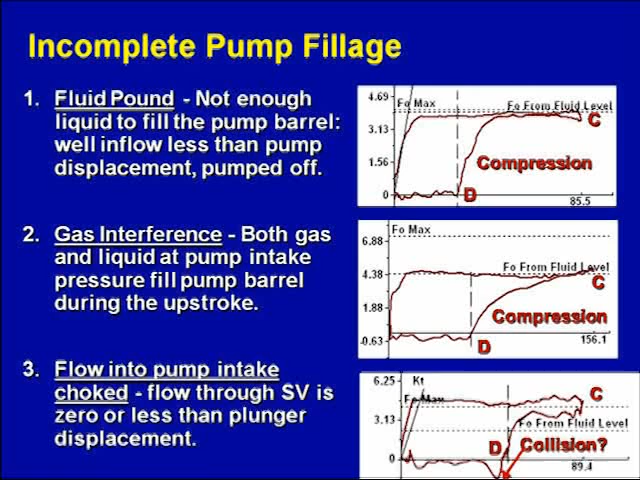 Incomplete Pump Fillage
1. Fluid Pound - Not enough
liquid to fill the pump barrel:
well inflow less than pump
displacement, pumped off.
4.69
Fo Max
Fo From Fluid Level
C
3.13
Compression
1.56
0
D
85.5
2. Gas Interference - Both gas
and liquid at pump intake
pressure fill pump barrel
during the upstroke.
Fo Max
6.88
Fo From Fluid Level
4.38
C
1.88
Compression
-0.63
D
156.1
3. Flow into pump intake
choked - flow through SV is
zero or less than plunger
displacement.
6.25
Kt
Fo Max
C
3.13
Fo From Fluid Level
D
Collision?
0
89.4